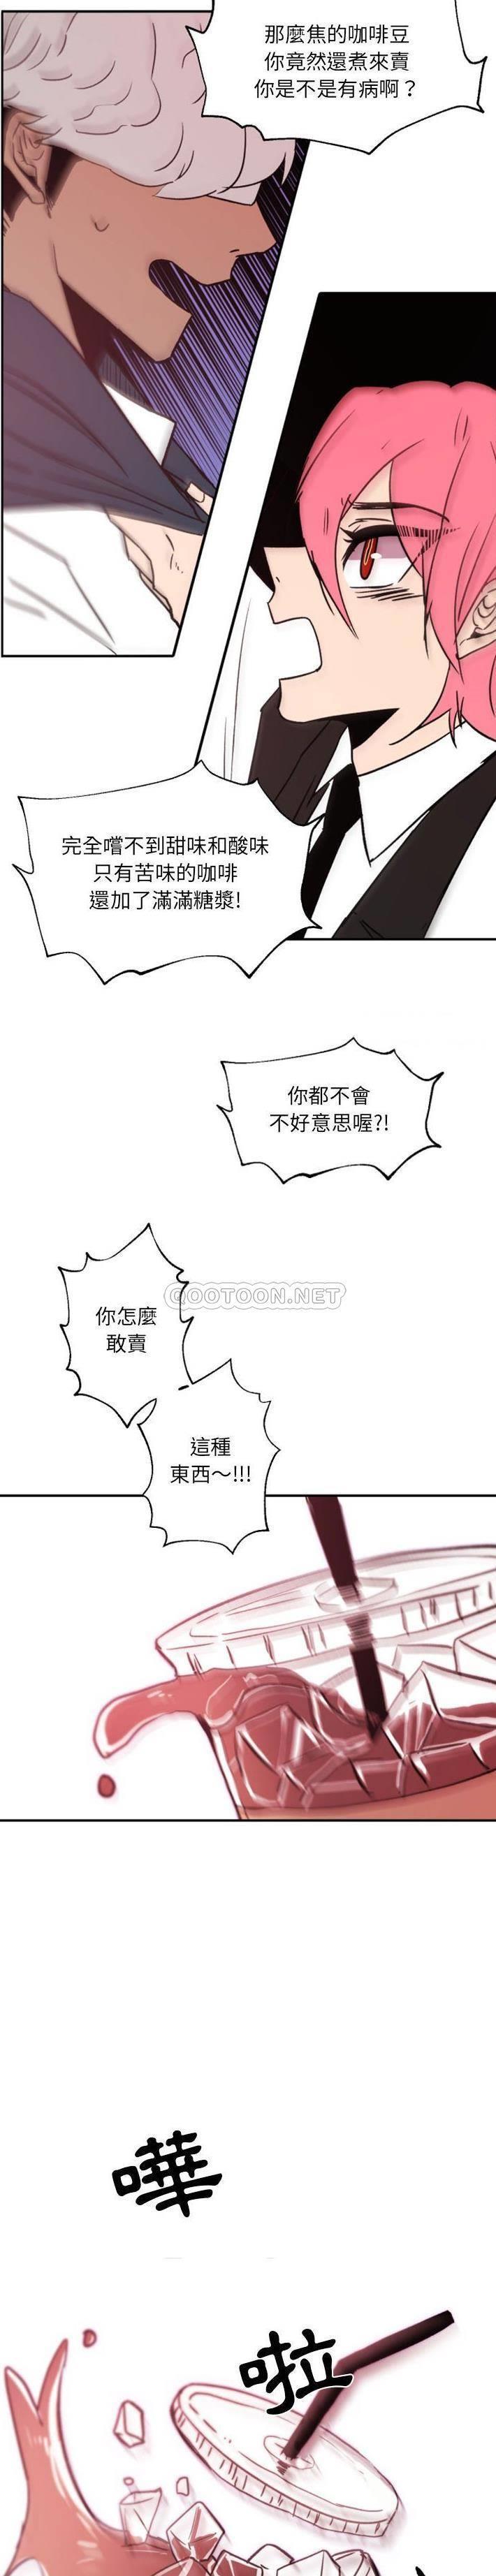 那麼焦的咖啡豆
你竟然還煮來賣
你是不是有病啊？
完全嚐不到甜味和酸味
只有苦味的咖啡
還加了滿滿糖漿!
你都不會
不好意思喔?!
GOOTOON.NET
你怎麼
敢賣
這種
東西～!!!
嘩
啦